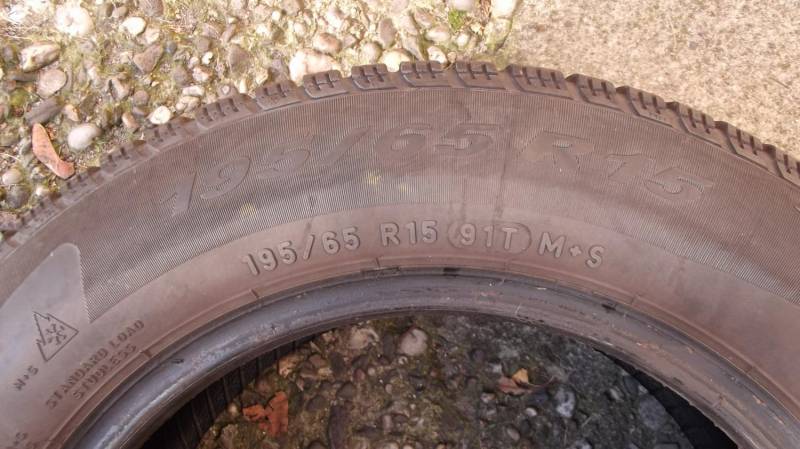 195/65 R15
195/65 R15 91T M+S
M+S
STANDARD LOAD
STUDLESS